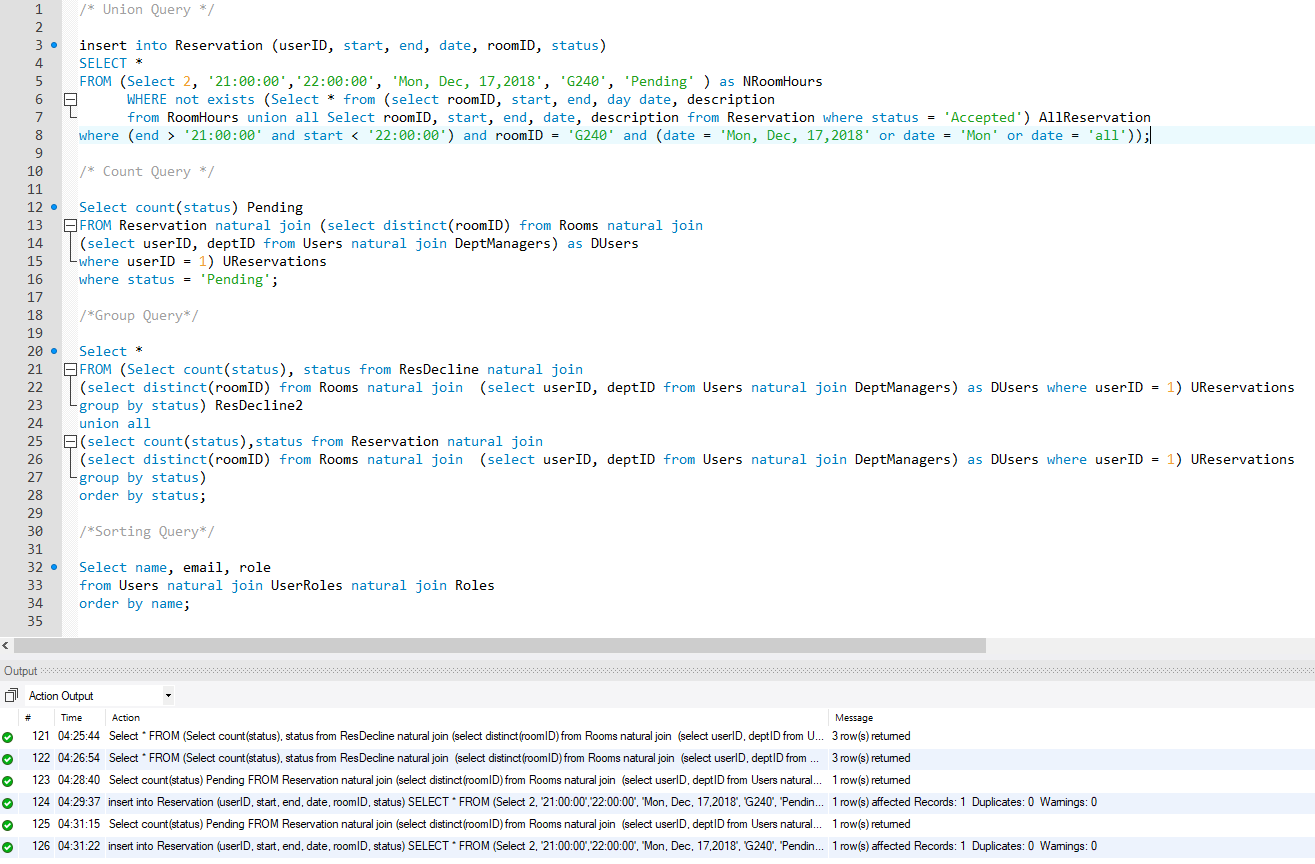 1 /* Union Query */
2
3 insert into Reservation (userID, start, end, date, roomID, status)
4 SELECT *
5 FROM (Select 2, '21:00:00','22:00:00', 'Mon, Dec, 17,2018', 'G240', 'Pending' ) as NRoomHours
6 WHERE not exists (Select * from (select roomID, start, end, day date, description
7 from RoomHours union all Select roomID, start, end, date, description from Reservation where status = 'Accepted') AllReservation
8 where (end > '21:00:00' and start < '22:00:00') and roomID = 'G240' and (date = 'Mon, Dec, 17,2018' or date = 'Mon' or date = 'all'));
9
10 /* Count Query */
11
12 Select count(status) Pending
13 FROM Reservation natural join (select distinct(roomID) from Rooms natural join
14 (select userID, deptID from Users natural join DeptManagers) as DUsers
15 where userID = 1) UReservations
16 where status = 'Pending';
17
18 /*Group Query*/
19
20 Select *
21 FROM (Select count(status), status from ResDecline natural join
22 (select distinct(roomID) from Rooms natural join  (select userID, deptID from Users natural join DeptManagers) as DUsers where userID = 1) UReservations
23 group by status) ResDecline2
24 union all
25 (select count(status),status from Reservation natural join
26 (select distinct(roomID) from Rooms natural join  (select userID, deptID from Users natural join DeptManagers) as DUsers where userID = 1) UReservations
27 group by status)
28 order by status;
29
30 /*Sorting Query*/
31
32 Select name, email, role
33 from Users natural join UserRoles natural join Roles
34 order by name;
35
Output
Action Output
# Time Action Message
121 04:25:44 Select * FROM (Select count(status), status from ResDecline natural join (select distinct(roomID) from Rooms natural join  (select userID, deptID from U... 3 row(s) returned
122 04:26:54 Select * FROM (Select count(status), status from ResDecline natural join  (select distinct(roomID) from Rooms natural join  (select userID, deptID from ... 3 row(s) returned
123 04:28:40 Select count(status) Pending FROM Reservation natural join (select distinct(roomID) from Rooms natural join  (select userID, deptID from Users natural... 1 row(s) returned
124 04:29:37 insert into Reservation (userID, start, end, date, roomID, status) SELECT * FROM (Select 2, '21:00:00','22:00:00', 'Mon, Dec, 17,2018', 'G240', 'Pendin... 1 row(s) affected Records: 1  Duplicates: 0  Warnings: 0
125 04:31:15 Select count(status) Pending FROM Reservation natural join (select distinct(roomID) from Rooms natural join  (select userID, deptID from Users natural... 1 row(s) returned
126 04:31:22 insert into Reservation (userID, start, end, date, roomID, status) SELECT * FROM (Select 2, '21:00:00','22:00:00', 'Mon, Dec, 17,2018', 'G240', 'Pendin... 1 row(s) affected Records: 1  Duplicates: 0  Warnings: 0